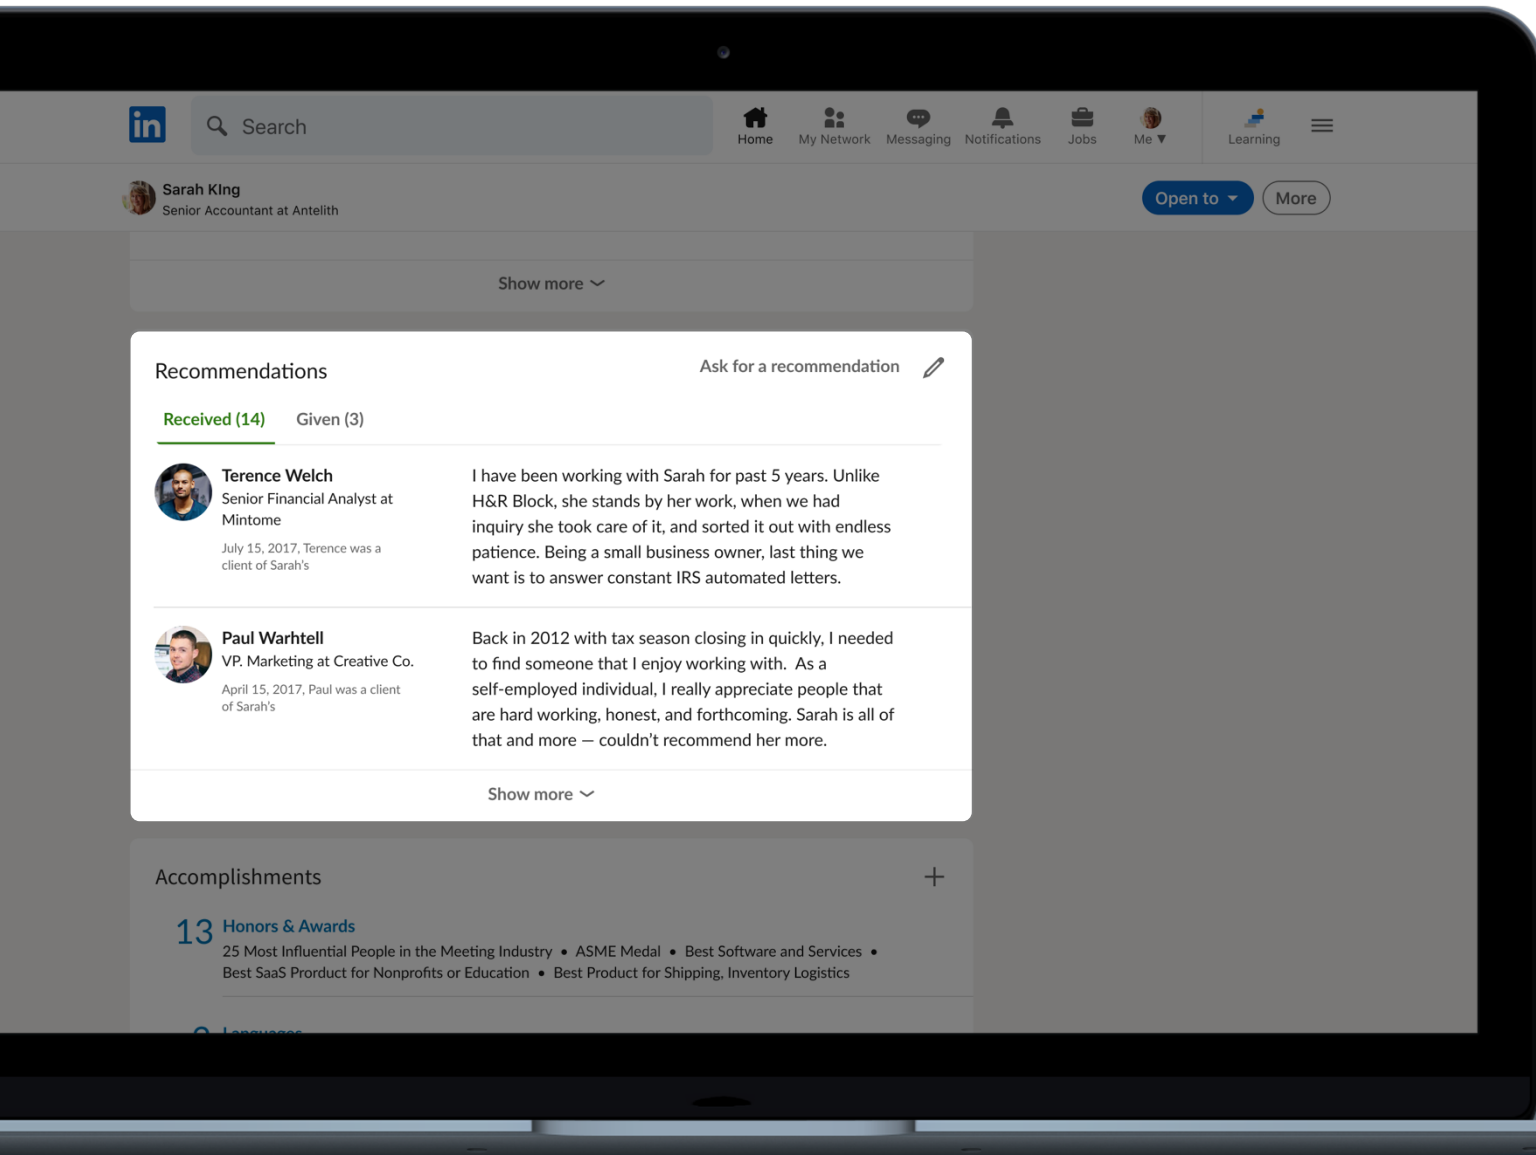 in
Search
Home
My Network
Messaging
Notifications
Jobs
Me ▼
Learning
Sarah KIng
Senior Accountant at Antelith
Open to
More
Show more
Recommendations
Ask for a recommendation
Received (14)
Given (3)
Terence Welch
Senior Financial Analyst at
Mintome
July 15, 2017, Terence was a
client of Sarah's
I have been working with Sarah for past 5 years. Unlike
H&R Block, she stands by her work, when we had
inquiry she took care of it, and sorted it out with endless
patience. Being a small business owner, last thing we
want is to answer constant IRS automated letters.
Paul Warhtell
VP. Marketing at Creative Co.
April 15, 2017, Paul was a client
of Sarah's
Back in 2012 with tax season closing in quickly, I needed
to find someone that I enjoy working with.  As a
self-employed individual, I really appreciate people that
are hard working, honest, and forthcoming. Sarah is all of
that and more — couldn't recommend her more.
Show more
Accomplishments
13
Honors & Awards
25 Most Influential People in the Meeting Industry • ASME Medal • Best Software and Services •
Best SaaS Prorduct for Nonprofits or Education • Best Product for Shipping, Inventory Logistics
Languages